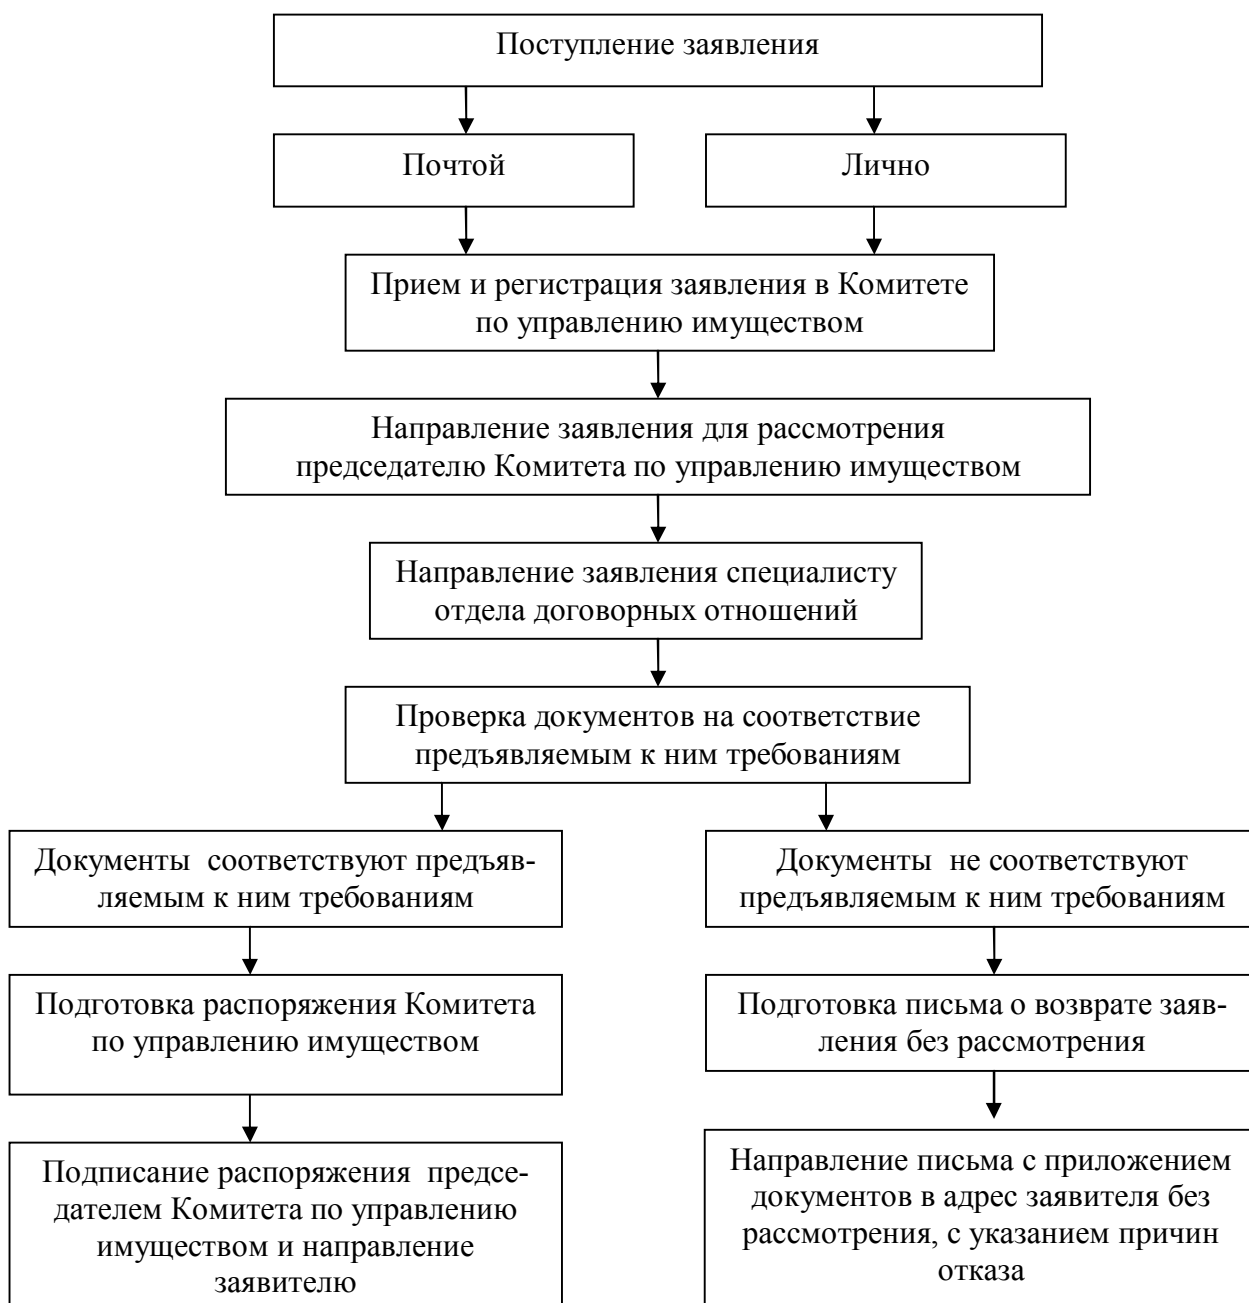 Поступление заявления
Почтой
Лично
Прием и регистрация заявления в Комитете
по управлению имуществом
Направление заявления для рассмотрения
председателю Комитета по управлению имуществом
Направление заявления специалисту
отдела договорных отношений
Проверка документов на соответствие
предъявляемым к ним требованиям
Документы  соответствуют предъяв-
ляемым к ним требованиям
Документы  не соответствуют
предъявляемым к ним требованиям
Подготовка распоряжения Комитета
по управлению имуществом
Подготовка письма о возврате заяв-
ления без рассмотрения
Подписание распоряжения  предсе-
дателем Комитета по управлению
имуществом и направление
заявителю
Направление письма с приложением
документов в адрес заявителя без
рассмотрения, с указанием причин
отказа